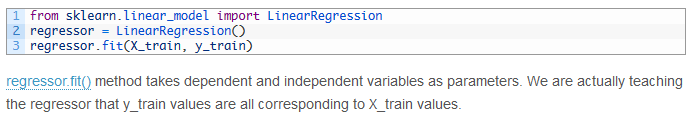 1 from sklearn.linear_model import LinearRegression
2 regressor = LinearRegression()
3 regressor.fit(X_train, y_train)
regressor.fit() method takes dependent and independent variables as parameters. We are actually teaching
the regressor that y_train values are all corresponding to X_train values.